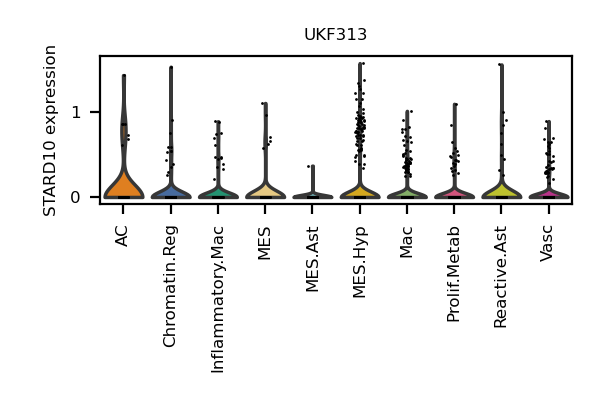 UKF313
STARD10 expression
1
0
AC
Chromatin.Reg
Inflammatory.Mac
MES
MES.Ast
MES.Hyp
Mac
Prolif.Metab
Reactive.Ast
Vasc